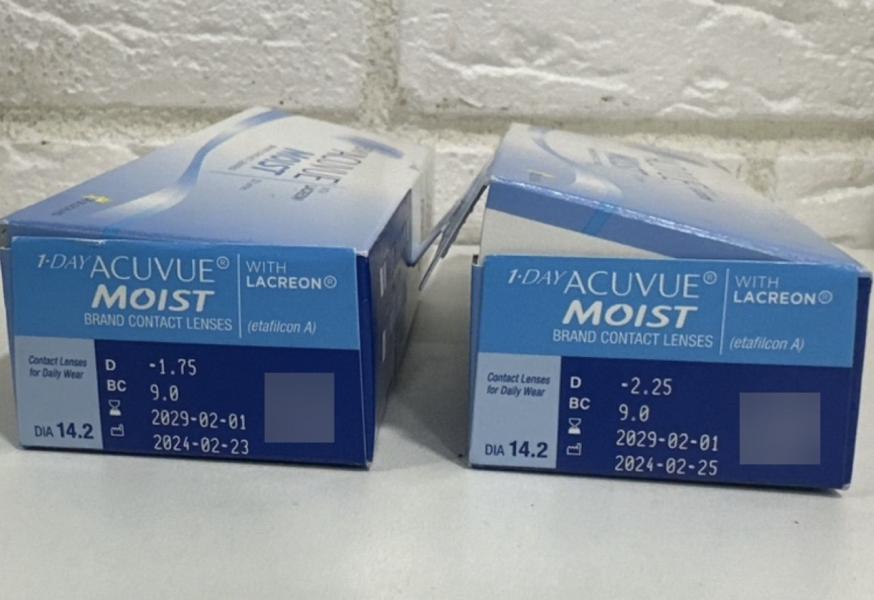 ACUVUE
MOIST
1-DAY ACUVUE® WITH
MOIST LACREON®
BRAND CONTACT LENSES (etafilcon A)
Contact Lenses
for Daily Wear
D -1.75
BC 9.0
2029-02-01
DIA 14.2 2024-02-23
1-DAY ACUVUE® WITH
MOIST LACREON®
BRAND CONTACT LENSES (etafilcon A)
Contact Lenses
for Daily Wear
D -2.25
BC 9.0
2029-02-01
DIA 14.2 2024-02-25